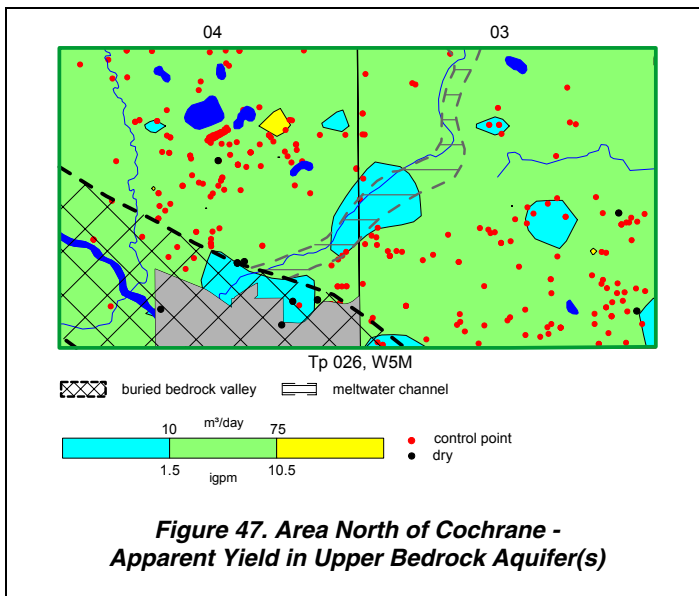 04 03
Tp 026, W5M
buried bedrock valley meltwater channel
10 m³/day 75
1.5 igpm 10.5
control point
dry
Figure 47. Area North of Cochrane -
Apparent Yield in Upper Bedrock Aquifer(s)